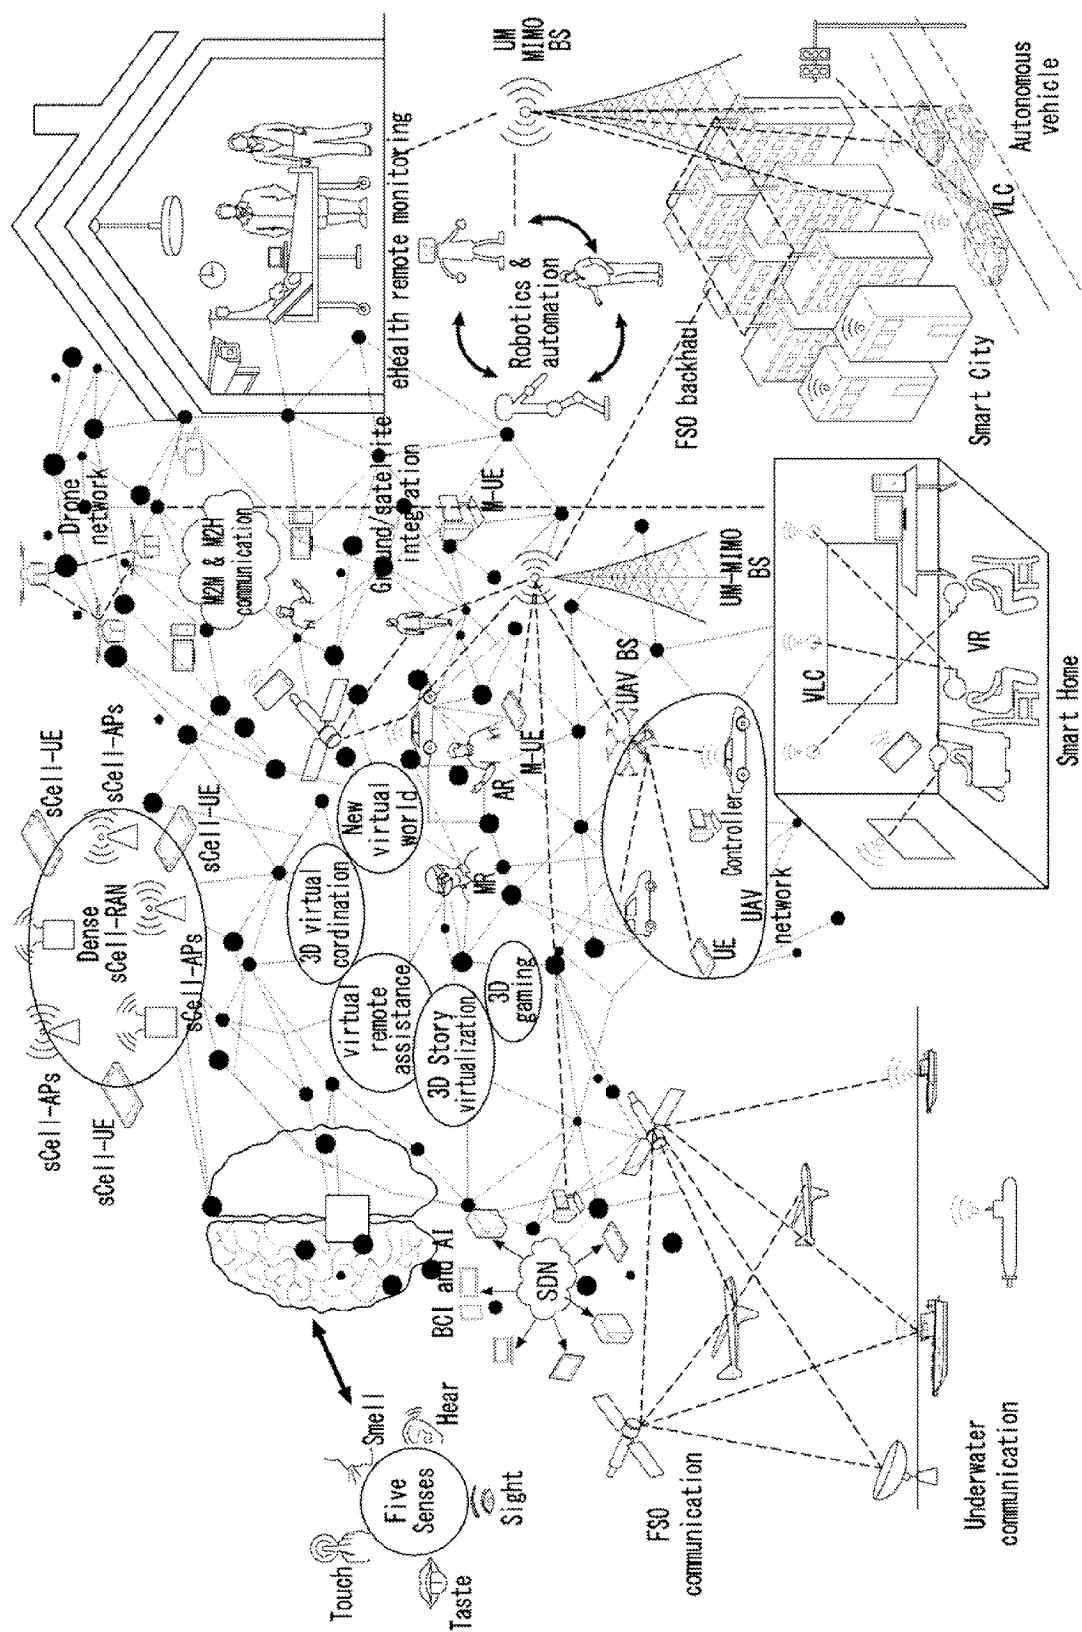 sCell-APs
sCell-UE
sCell-UE
Dense
sCell-RAN
sCell-APs
sCell-APs
sCell-UE
Drone
network
M2M & M2H
communication
Touch
Smell
Five
Senses
Hear
Taste
Sight
BCI and AI
3D virtual
cordination
New
virtual
world
virtual
remote
assistance
3D Story
virtualization
3D
gaming
MR
AR
Ground/satellite
integration
eHealth remote monitoring
M-UE
M-UE
UM
MIMO
BS
Robotics &
automation
SDN
UAV BS
FSO backhaul
UM-MIMO
BS
FSO
communication
UE
Controller
UAV
network
VLC
VR
Smart Home
Smart City
VLC
Autonomous
vehicle
Underwater
communication